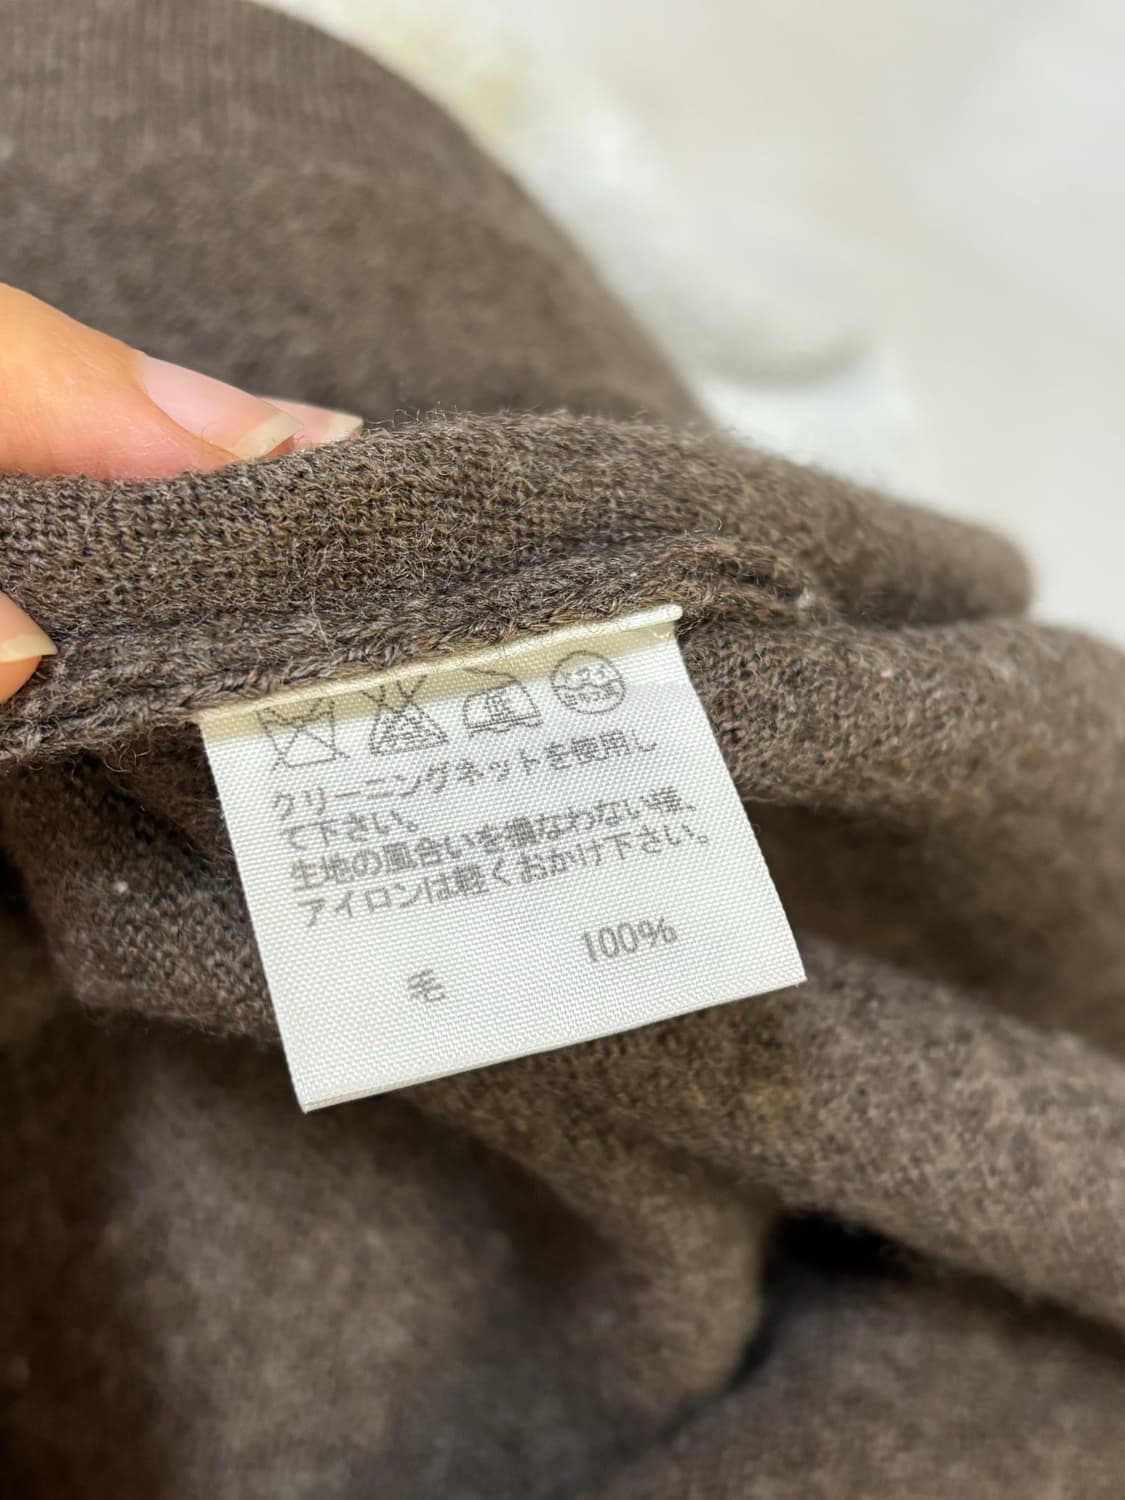 クリーニングネットを使用し
て下さい。
生地の風合いを損なわない様、
アイロンは軽くおかけ下さい。
毛 100%